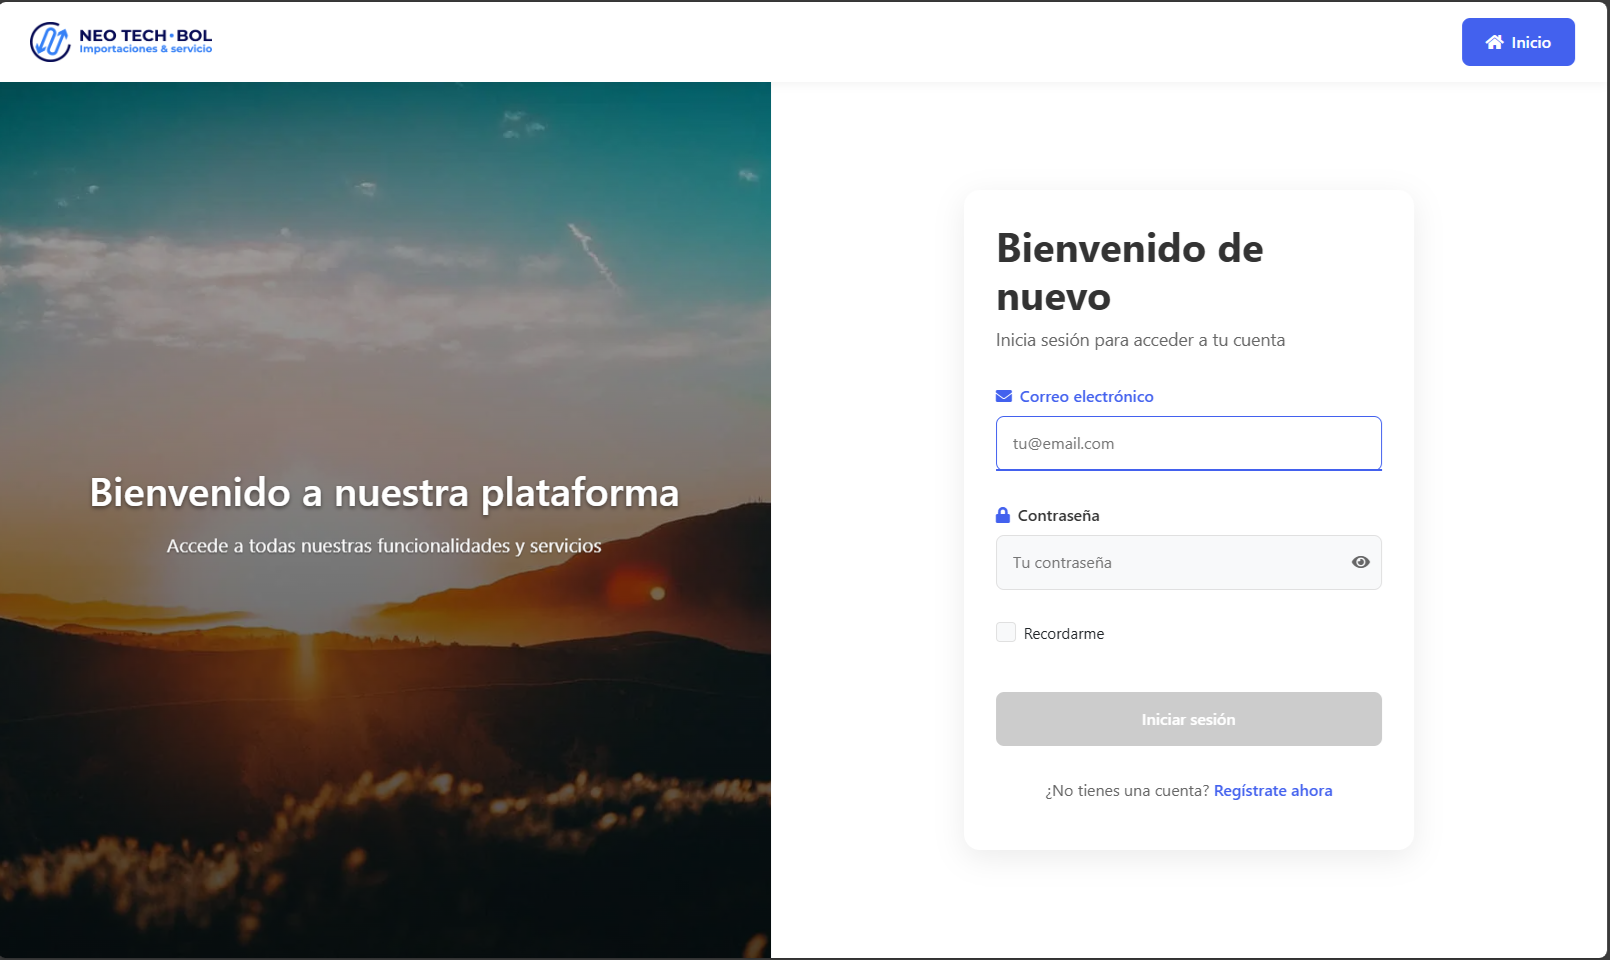 NEO TECH·BOL
Importaciones & servicio
Inicio
Bienvenido a nuestra plataforma
Accede a todas nuestras funcionalidades y servicios
Bienvenido de
nuevo
Inicia sesión para acceder a tu cuenta
Correo electrónico
tu@email.com
Contraseña
Tu contraseña
Recordarme
Iniciar sesión
¿No tienes una cuenta? Regístrate ahora